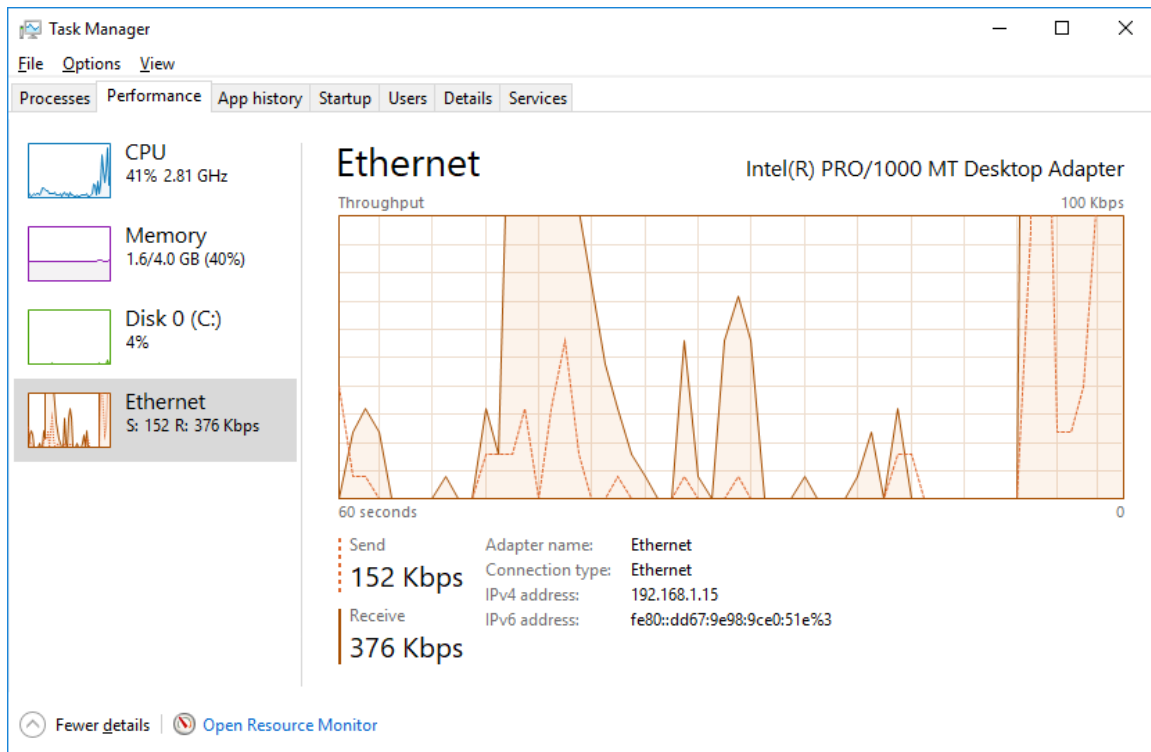 Task Manager
File Options View
Processes Performance App history Startup Users Details Services
CPU
41% 2.81 GHz
Memory
1.6/4.0 GB (40%)
Disk 0 (C:)
4%
Ethernet
S: 152 R: 376 Kbps
Ethernet Intel(R) PRO/1000 MT Desktop Adapter
Throughput 100 Kbps
60 seconds 0
Send
152 Kbps
Receive
376 Kbps
Adapter name: Ethernet
Connection type: Ethernet
IPv4 address: 192.168.1.15
IPv6 address: fe80::dd67:9e98:9ce0:51e%3
Fewer details Open Resource Monitor